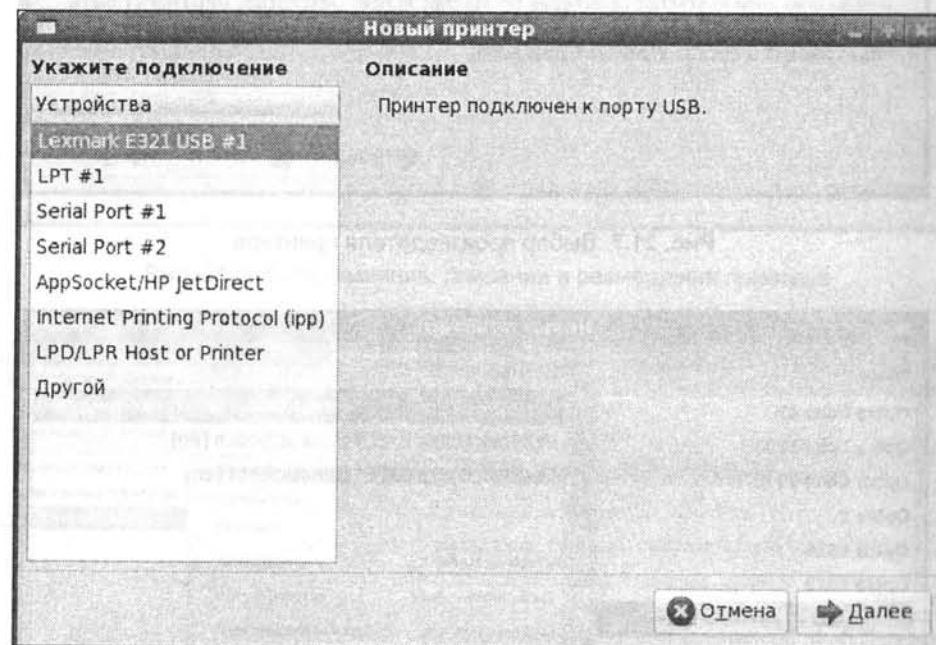 Новый принтер
Укажите подключение
Описание
Устройства
Принтер подключен к порту USB.
Lexmark E321 USB #1
LPT #1
Serial Port #1
Serial Port #2
AppSocket/HP JetDirect
Internet Printing Protocol (ipp)
LPD/LPR Host or Printer
Другой
Отмена
Далее